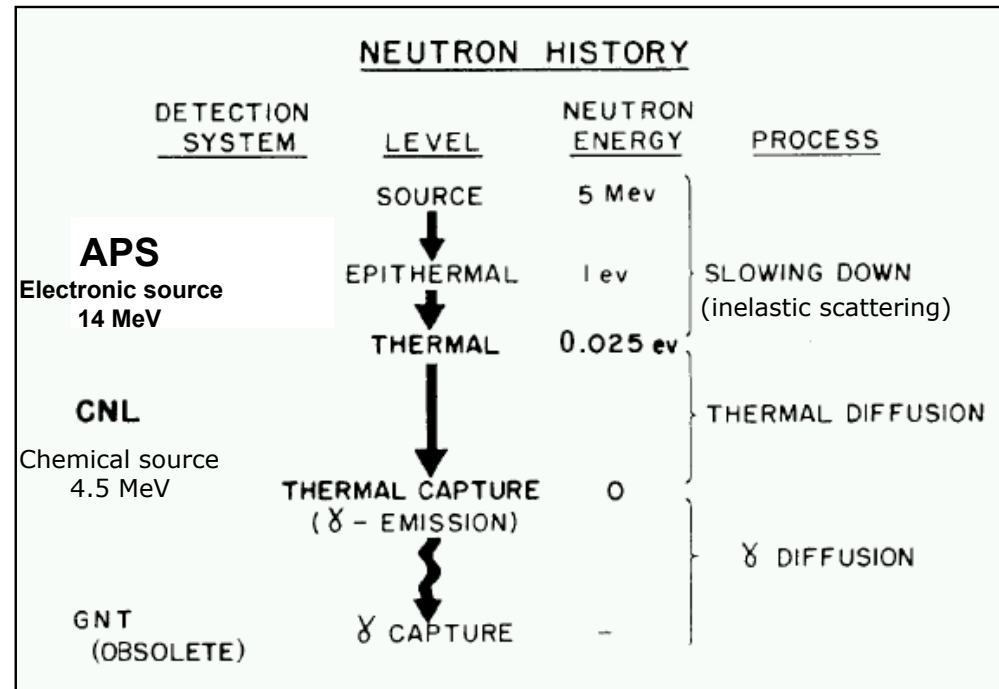 NEUTRON HISTORY
DETECTION SYSTEM LEVEL NEUTRON ENERGY PROCESS
SOURCE 5 Mev
APS
Electronic source
14 MeV
EPITHERMAL 1 ev
SLOWING DOWN
(inelastic scattering)
THERMAL 0.025 ev
CNL
THERMAL DIFFUSION
Chemical source
4.5 MeV
THERMAL CAPTURE 0
(γ - EMISSION)
γ DIFFUSION
GNT
(OBSOLETE)
γ CAPTURE -